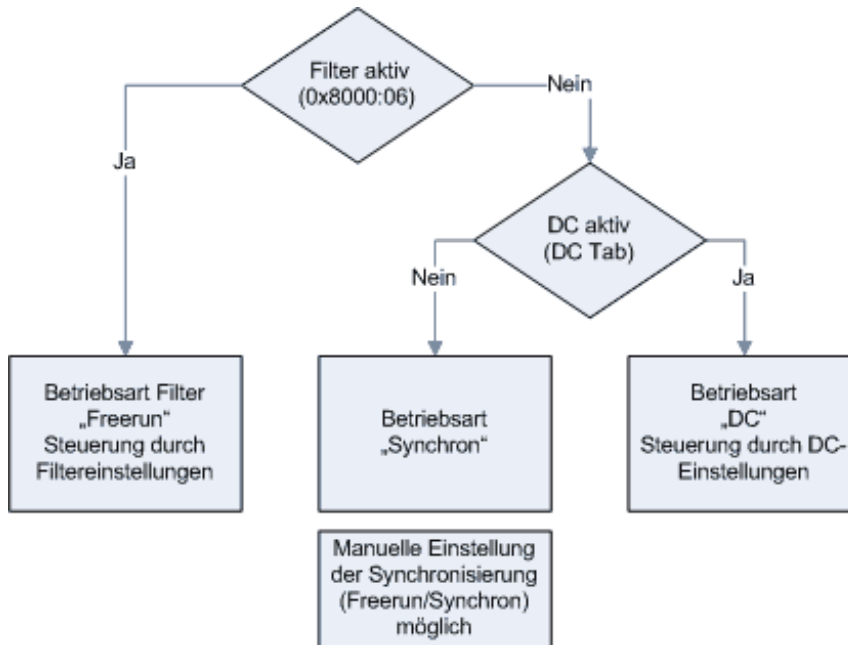 Filter aktiv
(0x8000:06)
Nein
Ja
DC aktiv
(DC Tab)
Nein
Ja
Betriebsart Filter
„Freerun“
Steuerung durch
Filtereinstellungen
Betriebsart
„Synchron“
Betriebsart
„DC“
Steuerung durch DC-
Einstellungen
Manuelle Einstellung
der Synchronisierung
(Freerun/Synchron)
möglich